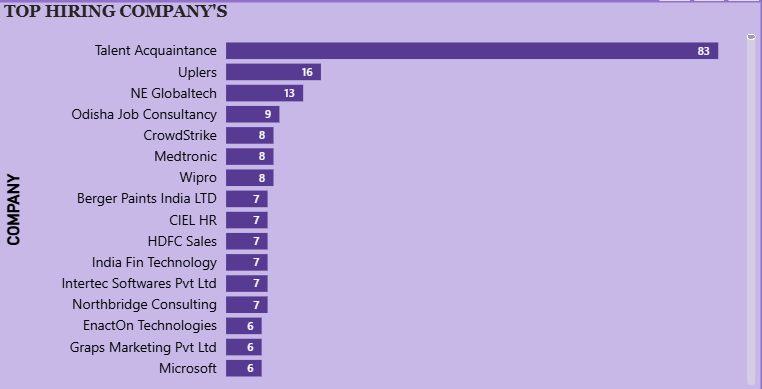 TOP HIRING COMPANY'S
COMPANY
Talent Acquaintance 83
Uplers 16
NE Globaltech 13
Odisha Job Consultancy 9
CrowdStrike 8
Medtronic 8
Wipro 8
Berger Paints India LTD 7
CIEL HR 7
HDFC Sales 7
India Fin Technology 7
Intertec Softwares Pvt Ltd 7
Northbridge Consulting 7
EnactOn Technologies 6
Graps Marketing Pvt Ltd 6
Microsoft 6